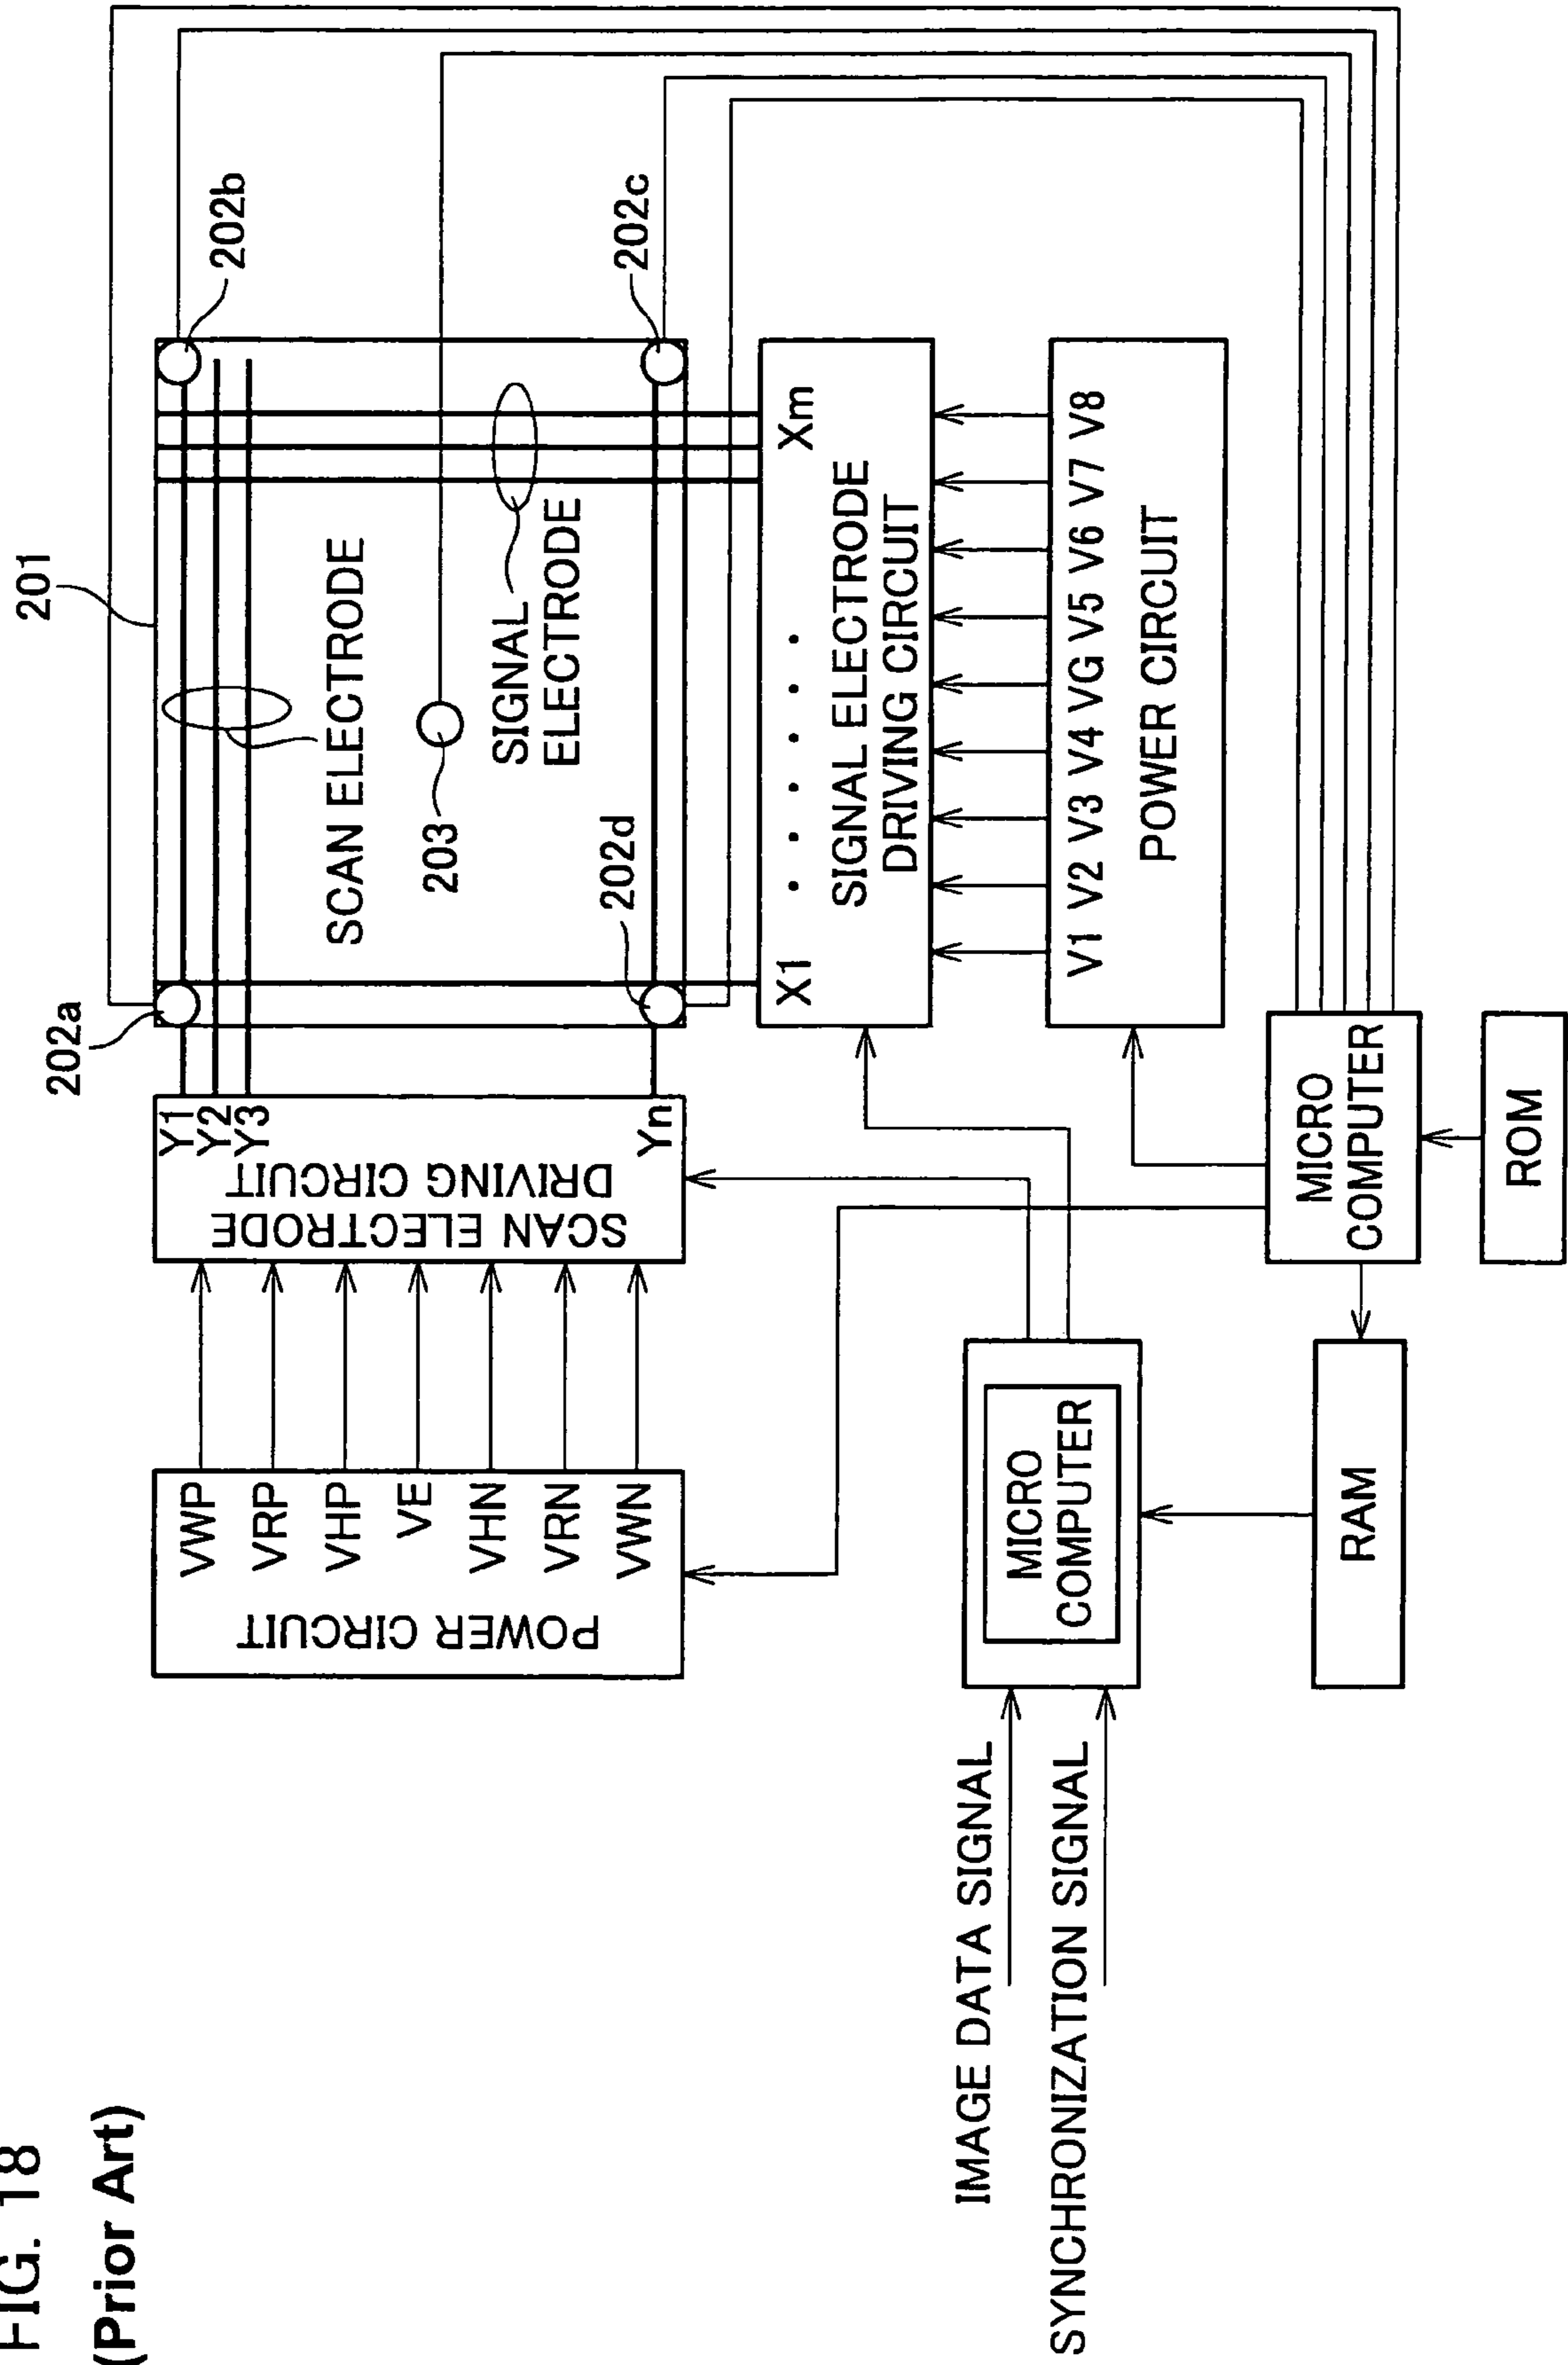 FIG. 18
(Prior Art)
201
202a
202b
SCAN ELECTRODE
203
SIGNAL
ELECTRODE
202d
202c
Y1
Y2
Y3
Yn
SCAN ELECTRODE
DRIVING CIRCUIT
POWER CIRCUIT
VWP
VRP
VHP
VE
VHN
VRN
VWN
X1 . . . . . . Xm
SIGNAL ELECTRODE
DRIVING CIRCUIT
V1 V2 V3 V4 VG V5 V6 V7 V8
POWER CIRCUIT
IMAGE DATA SIGNAL
SYNCHRONIZATION SIGNAL
MICRO
COMPUTER
MICRO
COMPUTER
RAM
ROM